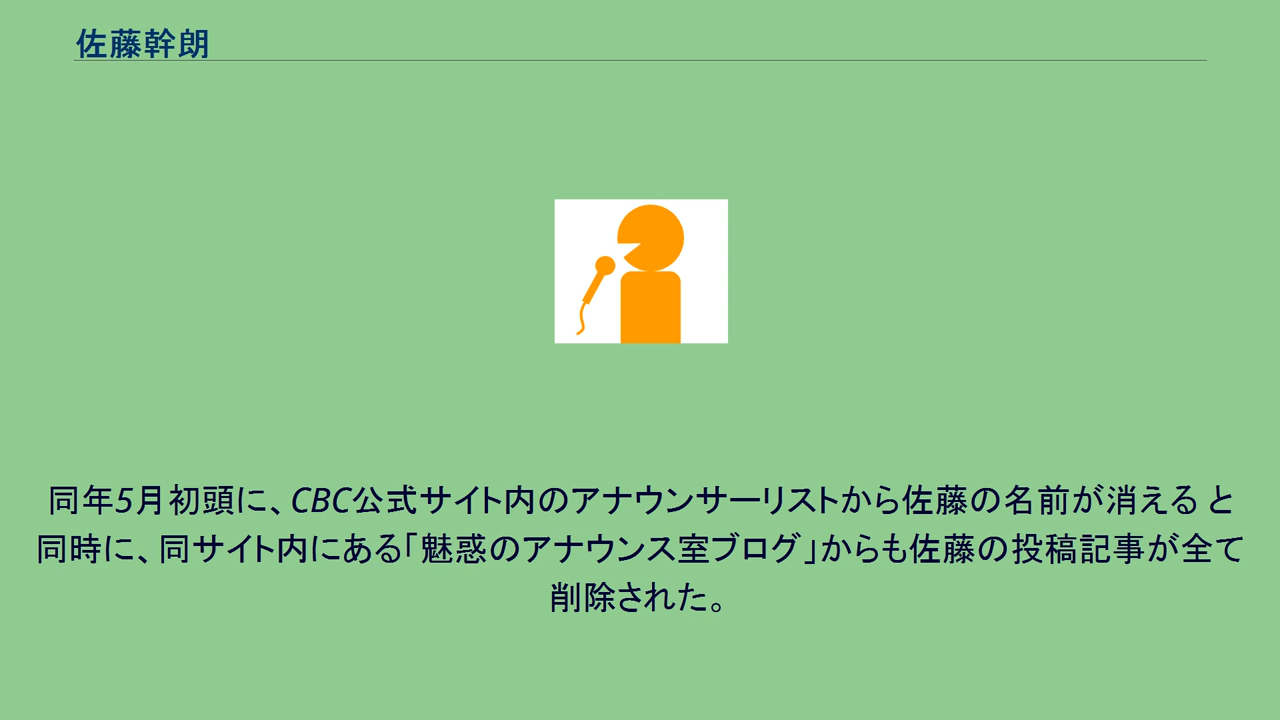 佐藤幹朗
同年5月初頭に、CBC公式サイト内のアナウンサーリストから佐藤の名前が消える と
同時に、同サイト内にある「魅惑のアナウンス室ブログ」からも佐藤の投稿記事が全て
削除された。